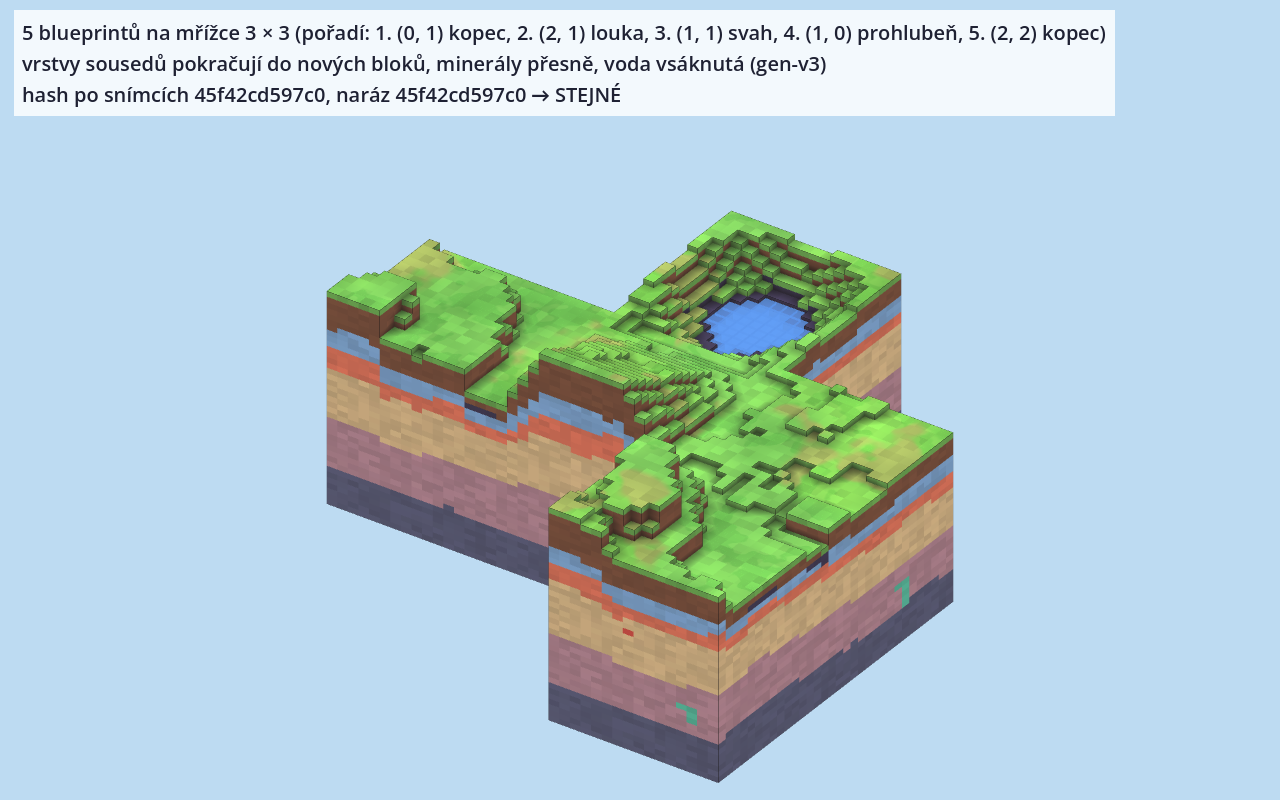 5 blueprintů na mřížce 3 × 3 (pořadí: 1. (0, 1) kopec, 2. (2, 1) louka, 3. (1, 1) svah, 4. (1, 0) prohlubeň, 5. (2, 2) kopec)
vrstvy sousedů pokračují do nových bloků, minerály přesně, voda vsáknutá (gen-v3)
hash po snímcích 45f42cd597c0, naráz 45f42cd597c0 → STEJNÉ